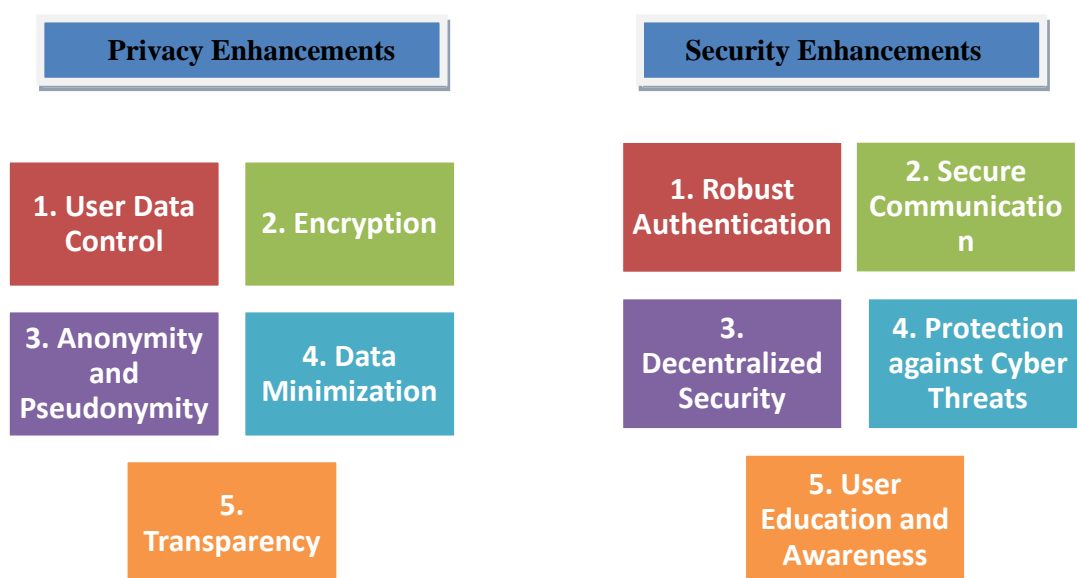 Privacy Enhancements
1. User Data
Control
2. Encryption
3. Anonymity
and
Pseudonymity
4. Data
Minimization
5.
Transparency
Security Enhancements
1. Robust
Authentication
2. Secure
Communicatio
n
3.
Decentralized
Security
4. Protection
against Cyber
Threats
5. User
Education and
Awareness